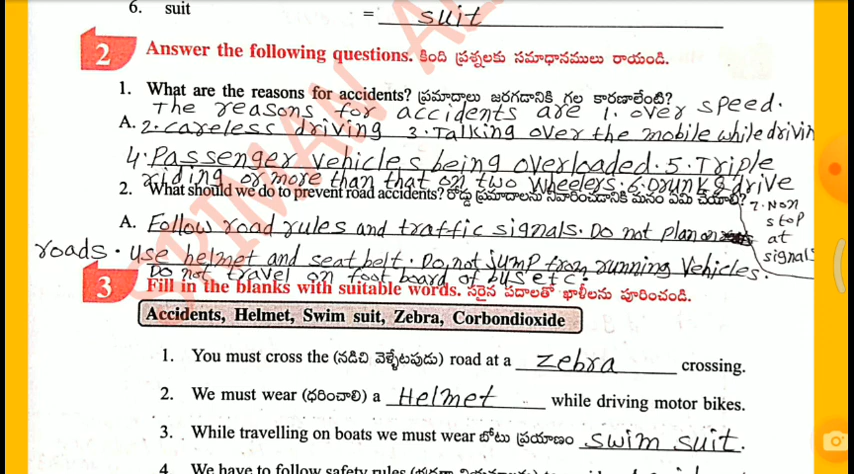 6. suit = suit
2 Answer the following questions. కింది ప్రశ్నలకు సమాధానములు రాయండి.
1. What are the reasons for accidents? ప్రమాదాలు జరగడానికి గల కారణాలేంటి?
The reasons for accidents are 1. over speed.
A. 2. careless driving 3. Talking over the mobile while drivin
4. Passenger vehicles being overloaded. 5. Triple
riding or more than that on two wheelers. 6. Drunk & drive
2. What should we do to prevent road accidents? రోడ్డు ప్రమాదాలను నివారించడానికి మనం ఏమి చేయాలి?
7. Non
stop
at
signals
A. Follow road rules and traffic signals. Do not plan on
roads. use helmet and seat belt. Do not jump from running Vehicles.
Do not travel on foot board of bus etc.
3 Fill in the blanks with suitable words. సరైన పదాలతో ఖాళీలను పూరించండి.
Accidents, Helmet, Swim suit, Zebra, Corbondioxide
1. You must cross the (నడిచి వెళ్ళేటపుడు) road at a Zebra crossing.
2. We must wear (ధరించాలి) a Helmet while driving motor bikes.
3. While travelling on boats we must wear బోటు ప్రయాణం swim suit.
4. We have to follow safety rules
SRIMAN